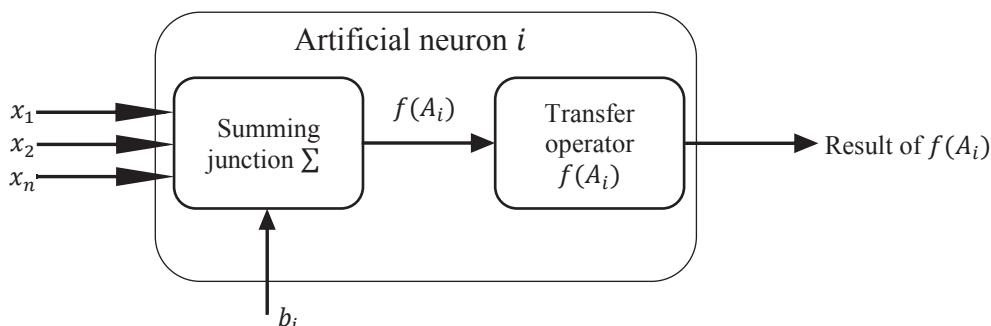 Artificial neuron i
x₁
x₂
xₙ
Summing
junction ∑
f(Aᵢ)
Transfer
operator
f(Aᵢ)
Result of f(Aᵢ)
bᵢ